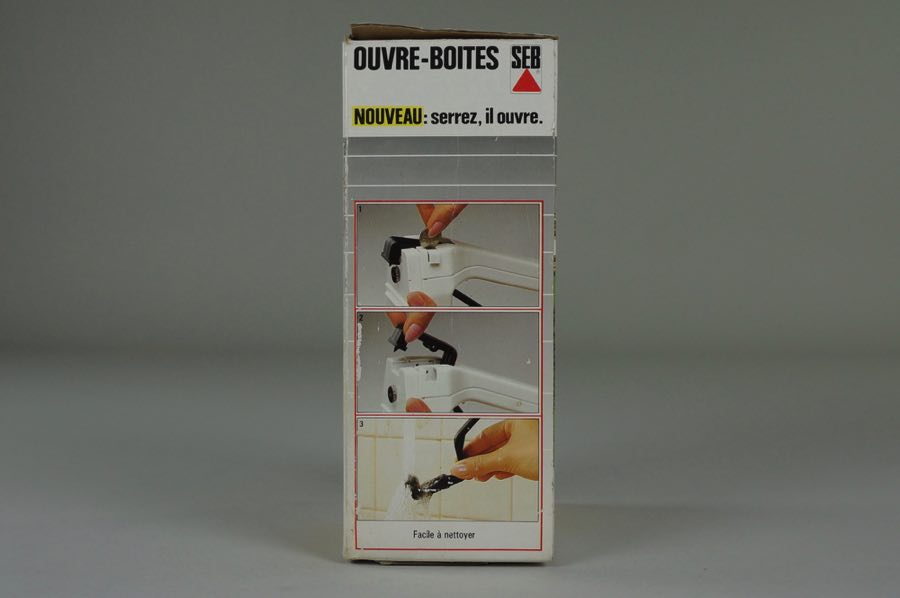 OUVRE-BOITES SEB
NOUVEAU: serrez, il ouvre.
1
2
3
Facile à nettoyer